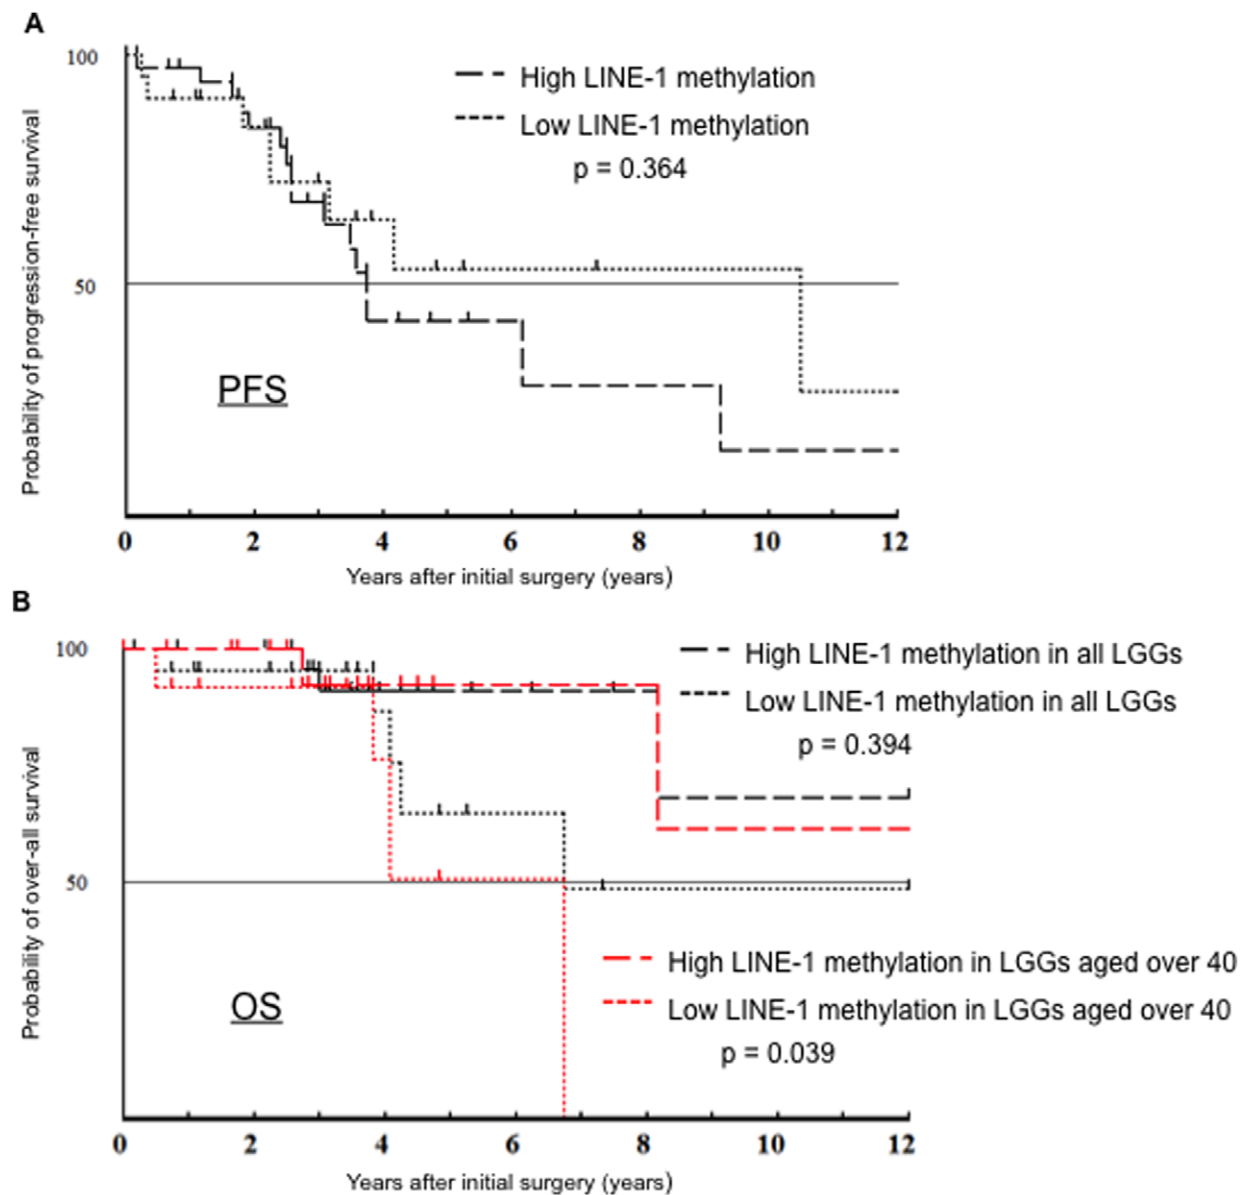 A
100
High LINE-1 methylation
Low LINE-1 methylation
p = 0.364
Probability of progression-free survival
50
PFS
0 2 4 6 8 10 12
Years after initial surgery (years)
B
100
High LINE-1 methylation in all LGGs
Low LINE-1 methylation in all LGGs
p = 0.394
Probability of over-all survival
50
High LINE-1 methylation in LGGs aged over 40
Low LINE-1 methylation in LGGs aged over 40
OS
p = 0.039
0 2 4 6 8 10 12
Years after initial surgery (years)